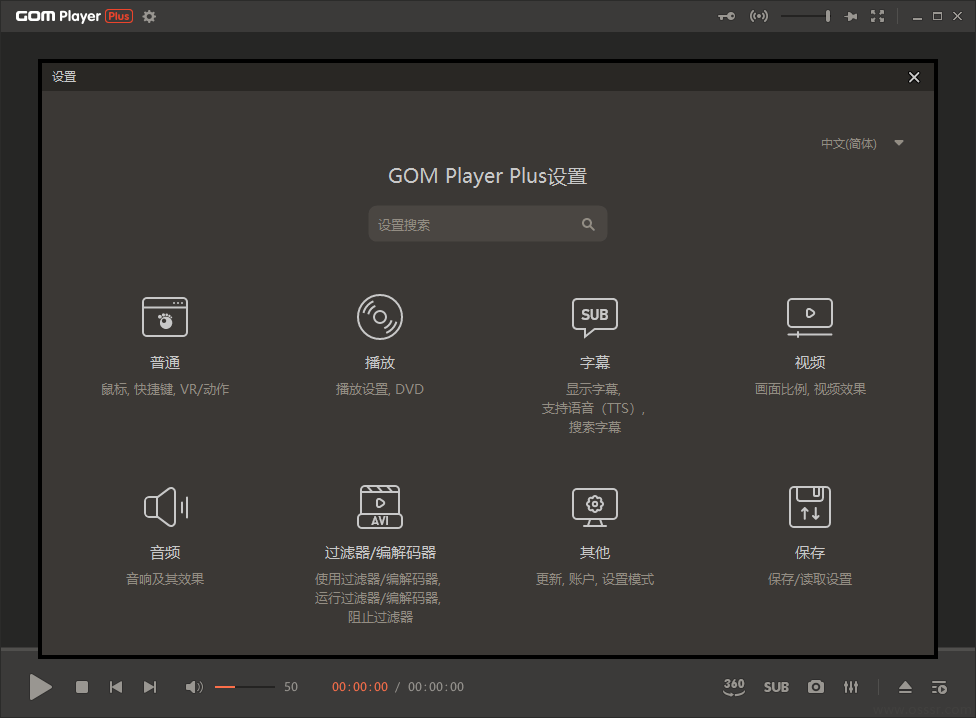 GOM Player Plus
设置
中文(简体)
GOM Player Plus设置
设置搜索
SUB
普通
播放
字幕
视频
鼠标, 快捷键, VR/动作
播放设置, DVD
显示字幕,
支持语音（TTS）,
搜索字幕
画面比例, 视频效果
AVI
音频
过滤器/编解码器
其他
保存
音响及其效果
使用过滤器/编解码器,
运行过滤器/编解码器,
阻止过滤器
更新, 账户, 设置模式
保存/读取设置
50
00:00:00 / 00:00:00
360
SUB